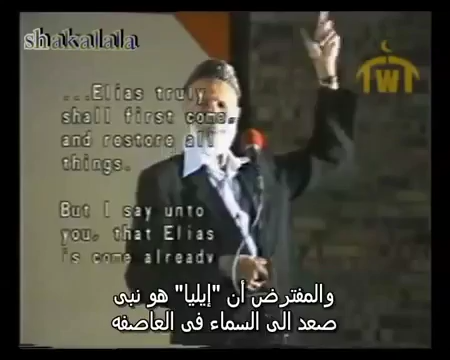 shakalala
TWT
...Elias truly
shall first come,
and restore all
things.
But I say unto
you, that Elias
is come already
والمفترض أن "إيليا" هو نبى
صعد الى السماء فى العاصفه